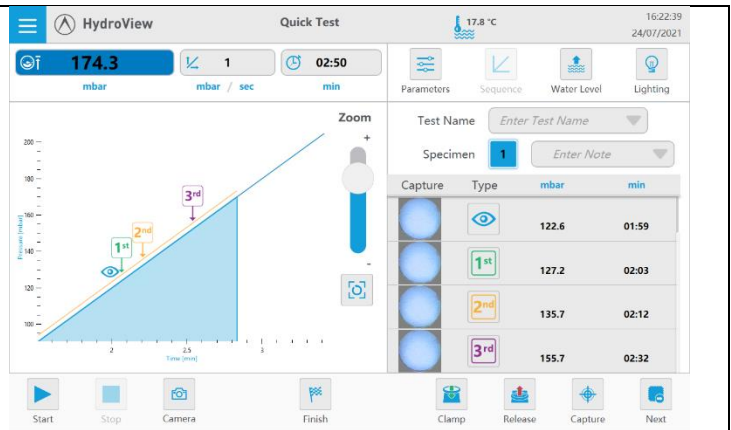 HydroView
Quick Test
17.8 °C
16:22:39
24/07/2021
174.3
1
02:50
mbar
mbar / sec
min
Parameters
Sequence
Water Level
Lighting
Zoom
+
-
Test Name
Enter Test Name
Specimen
1
Enter Note
Capture Type mbar min
122.6 01:59
1st 127.2 02:03
2nd 135.7 02:12
3rd 155.7 02:32
Pressure [mbar]
200
180
160
140
120
100
1st
2nd
3rd
2 2.5 3
Time [min]
Start
Stop
Camera
Finish
Clamp
Release
Capture
Next